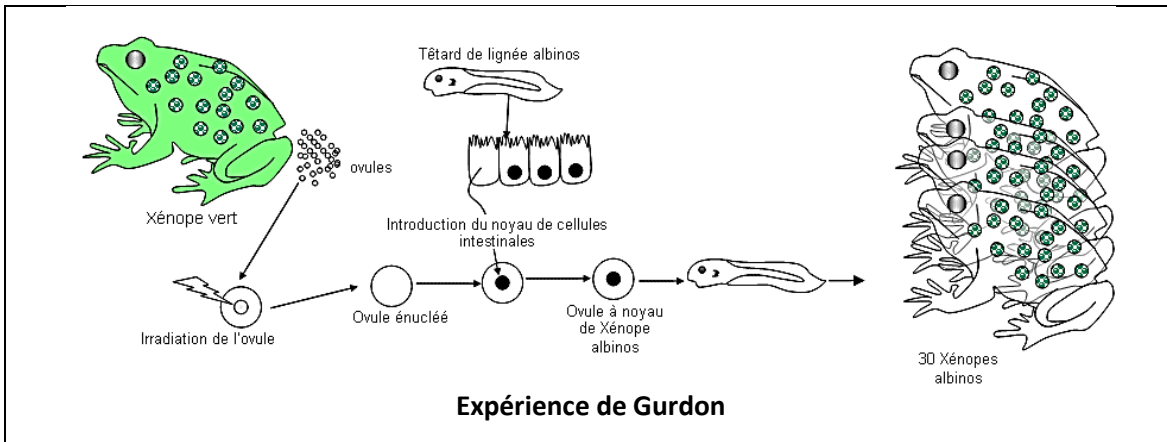 Têtard de lignée albinos
ovules
Xénope vert
Introduction du noyau de cellules
intestinales
Irradiation de l'ovule
Ovule énucléé
Ovule à noyau
de Xénope
albinos
30 Xénopes
albinos
Expérience de Gurdon